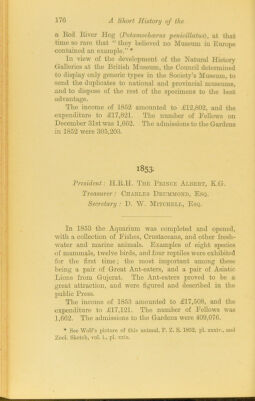 176 A Short History of the
a Red River Hog (Potamochœrus penicillatus), at that
time so rare that "they believed no Museum in Europe
contained an example."*
In view of the development of the Natural History
Galleries at the British Museum, the Council determined
to display only generic types in the Society's Museum, to
send the duplicates to national and provincial museums,
and to dispose of the rest of the specimens to the best
advantage.
The income of 1852 amounted to £12,802, and the
expenditure to £17,821. The number of Fellows on
December 31st was 1,662. The admissions to the Gardens
in 1852 were 305,203.
1853.
President: H.R.H. The Prince Albert, K.G.
Treasurer: Charles Drummond, Esq.
Secretary: D. W. Mitchell, Esq.
In 1853 the Aquarium was completed and opened,
with a collection of Fishes, Crustaceans, and other fresh-
water and marine animals. Examples of eight species
of mammals, twelve birds, and four reptiles were exhibited
for the first time; the most important among these
being a pair of Great Ant-eaters, and a pair of Asiatic
Lions from Gujerat. The Ant-eaters proved to be a
great attraction, and were figured and described in the
public Press.
The income of 1853 amounted to £17,508, and the
expenditure to £17,121. The number of Fellows was
1,662. The admissions to the Gardens were 409,076.
* See Wolf's picture of this animal, P. Z. S. 1852, pl. xxxiv., and
Zool. Sketch, vol. i., pl. xxix.